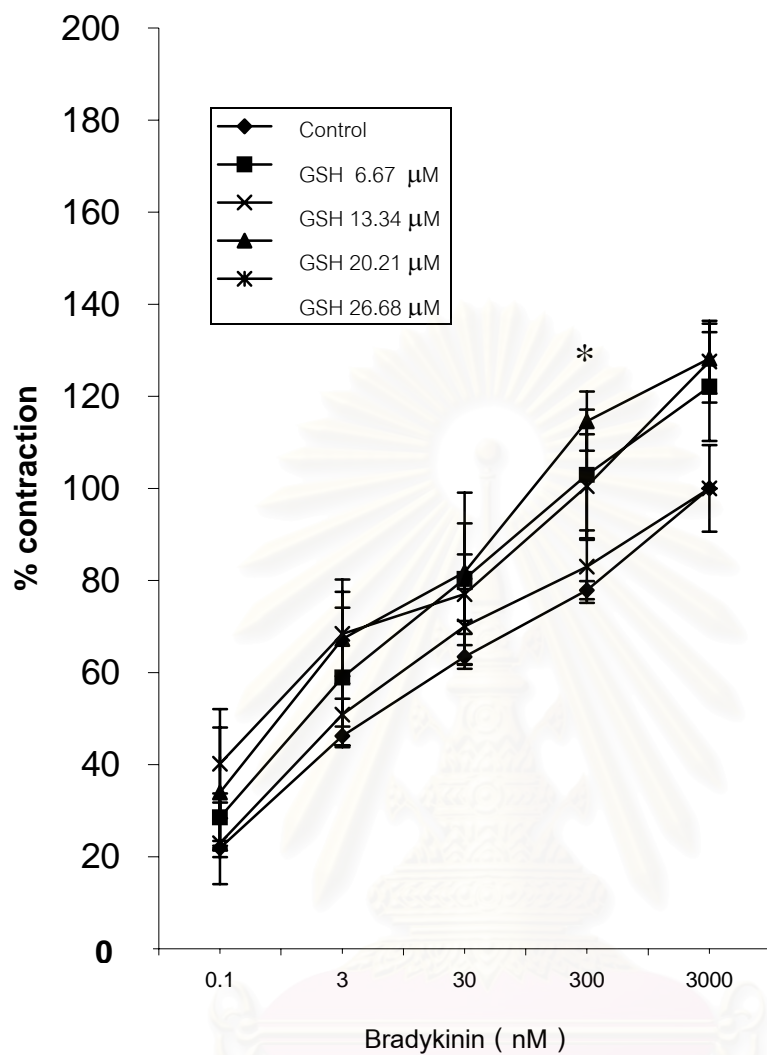 200
180
160
140
120
100
80
60
40
20
0
% contraction
Control
GSH 6.67 µM
GSH 13.34 µM
GSH 20.21 µM
GSH 26.68 µM
*
0.1 3 30 300 3000
Bradykinin ( nM )